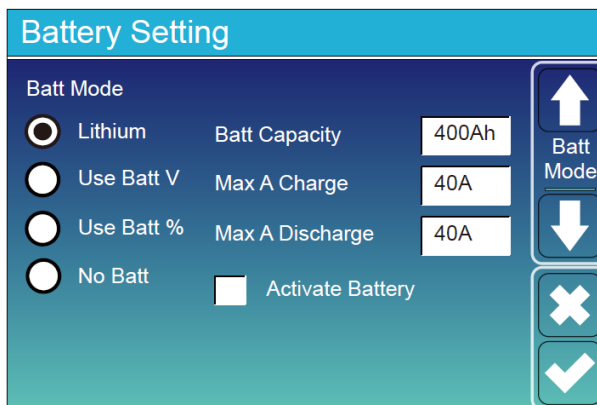 Battery Setting
Batt Mode
Lithium
Batt Capacity
400Ah
Use Batt V
Max A Charge
40A
Use Batt %
Max A Discharge
40A
No Batt
Activate Battery
Batt
Mode